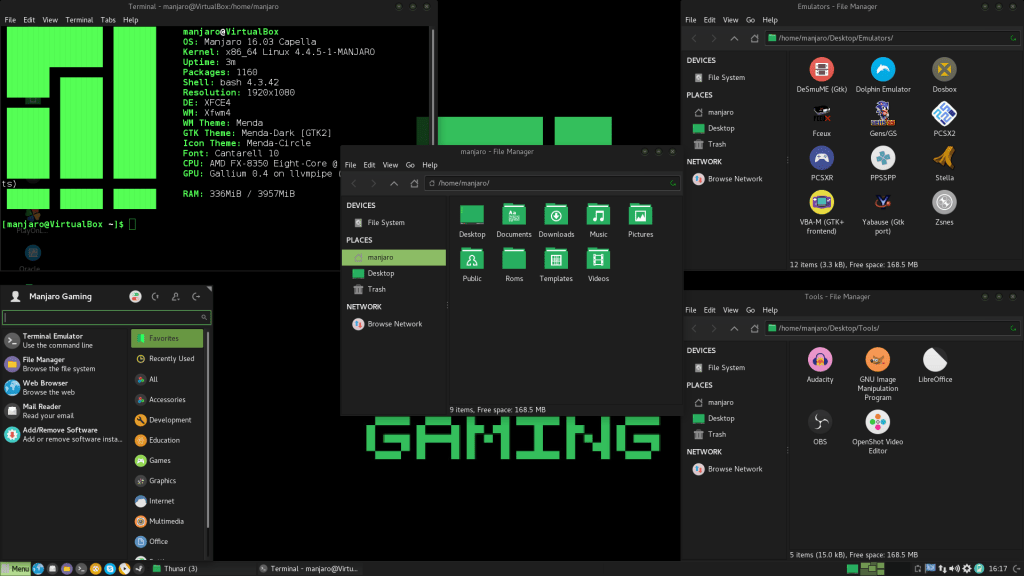 Terminal - manjaro@VirtualBox:/home/manjaro
File Edit View Terminal Tabs Help
manjaro@VirtualBox
OS: Manjaro 16.03 Capella
Kernel: x86_64 Linux 4.4.5-1-MANJARO
Uptime: 3m
Packages: 1160
Shell: bash 4.3.42
Resolution: 1920x1080
DE: XFCE4
WM: Xfwm4
WM Theme: Menda
GTK Theme: Menda-Dark [GTK2]
Icon Theme: Menda-Circle
Font: Cantarell 10
CPU: AMD FX-8350 Eight-Core @
GPU: Gallium 0.4 on llvmpipe (
ts)
RAM: 336MiB / 3957MiB
[manjaro@VirtualBox ~]$
Oracle
Manjaro Gaming
Terminal Emulator
Use the command line
File Manager
Browse the file system
Web Browser
Browse the web
Mail Reader
Read your email
Add/Remove Software
Add or remove software insta...
Favorites
Recently Used
All
Accessories
Development
Education
Games
Graphics
Internet
Multimedia
Office
manjaro - File Manager
File Edit View Go Help
/home/manjaro/
DEVICES
File System
PLACES
manjaro
Desktop
Trash
NETWORK
Browse Network
Desktop Documents Downloads Music Pictures
Public Roms Templates Videos
9 items, Free space: 168.5 MB
GAMING
Emulators - File Manager
File Edit View Go Help
/home/manjaro/Desktop/Emulators/
DEVICES
File System
PLACES
manjaro
Desktop
Trash
NETWORK
Browse Network
DeSmuME (Gtk) Dolphin Emulator Dosbox
Fceux Gens/GS PCSX2
PCSXR PPSSPP Stella
VBA-M (GTK+ frontend) Yabause (Gtk port) Zsnes
12 items (3.3 kB), Free space: 168.5 MB
Tools - File Manager
File Edit View Go Help
/home/manjaro/Desktop/Tools/
DEVICES
File System
PLACES
manjaro
Desktop
Trash
NETWORK
Browse Network
Audacity GNU Image Manipulation Program LibreOffice
OBS OpenShot Video Editor
5 items (15.0 kB), Free space: 168.5 MB
Menu Thunar (3) Terminal - manjaro@Virtu... 16:17